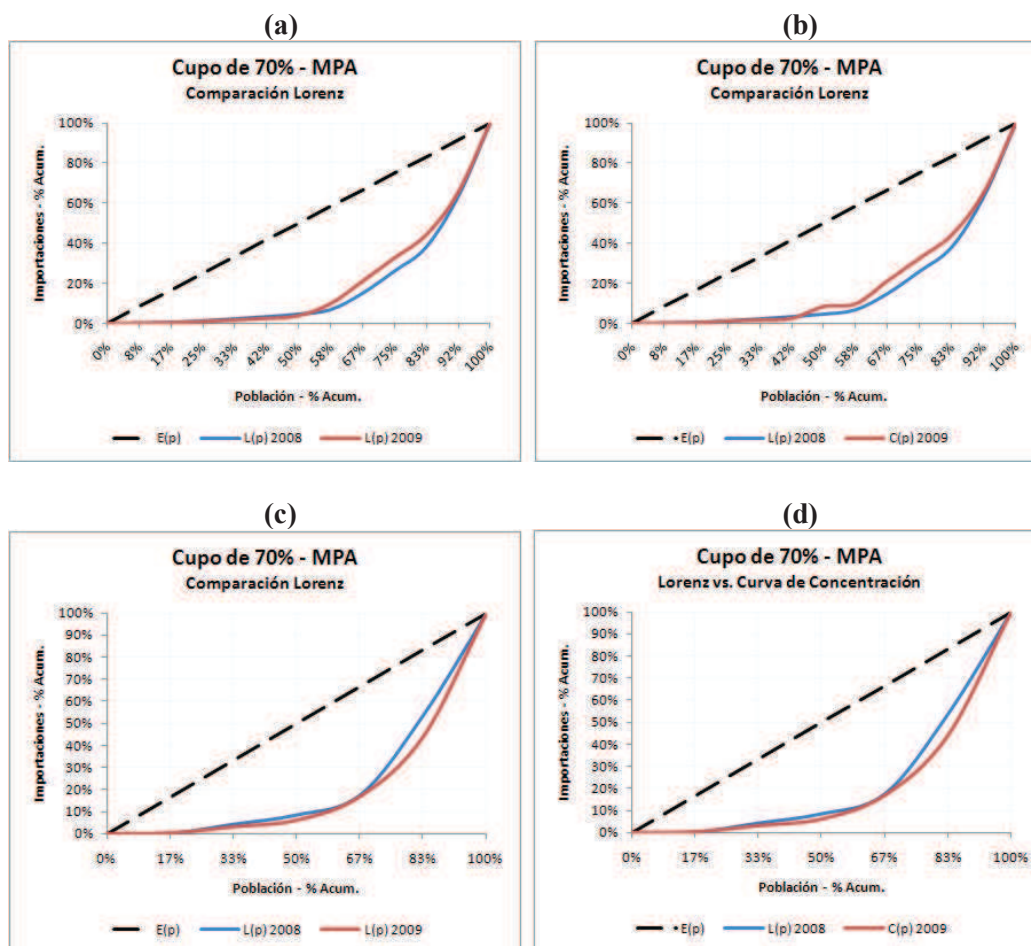 (a)
Cupo de 70% - MPA
Comparación Lorenz
Importaciones - % Acum.
100%
80%
60%
40%
20%
0%
0% 8% 17% 25% 33% 42% 50% 58% 67% 75% 83% 92% 100%
Población - % Acum.
E(p) L(p) 2008 L(p) 2009
(b)
Cupo de 70% - MPA
Comparación Lorenz
Importaciones - % Acum.
100%
80%
60%
40%
20%
0%
0% 8% 17% 25% 33% 42% 50% 58% 67% 75% 83% 92% 100%
Población - % Acum.
E(p) L(p) 2008 C(p) 2009
(c)
Cupo de 70% - MPA
Comparación Lorenz
Importaciones - % Acum.
100%
90%
80%
70%
60%
50%
40%
30%
20%
10%
0%
0% 17% 33% 50% 67% 83% 100%
Población - % Acum.
E(p) L(p) 2008 L(p) 2009
(d)
Cupo de 70% - MPA
Lorenz vs. Curva de Concentración
Importaciones - % Acum.
100%
90%
80%
70%
60%
50%
40%
30%
20%
10%
0%
0% 17% 33% 50% 67% 83% 100%
Población - % Acum.
E(p) L(p) 2008 C(p) 2009